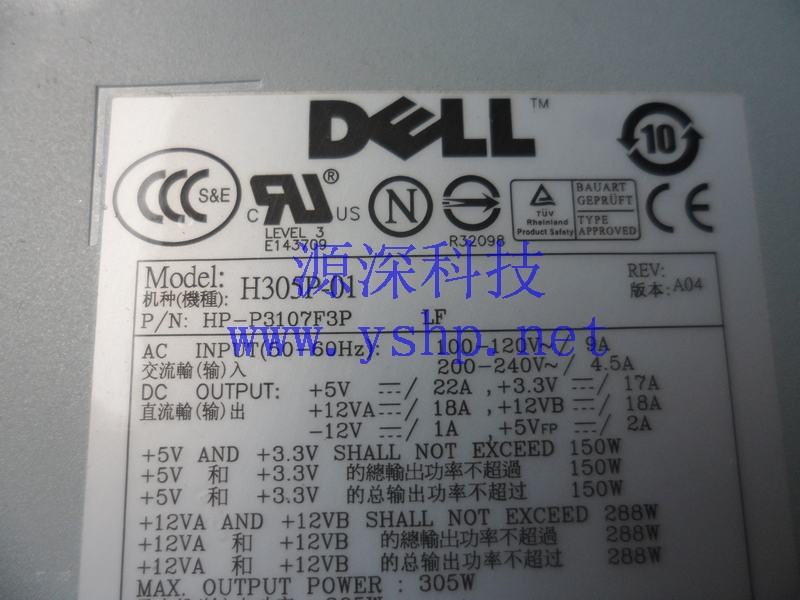 DELL™
10
CCC S&E
c RU® US
LEVEL 3
E143709
N
R32098
TÜV
Rheinland
Product Safety
BAUART
GEPRÜFT
TYPE
APPROVED
CE
源深科技
www.yshp.net
Model: H305P-01
机种(機種):
REV:
版本: A04
P/N: HP-P3107F3P LF
AC INPUT(50-60Hz): 100-120V~/ 9A
交流輸(输)入 200-240V~/ 4.5A
DC OUTPUT: +5V ⎓/ 22A ,+3.3V ⎓/ 17A
直流輸(输)出 +12VA⎓/ 18A ,+12VB ⎓/ 18A
-12V ⎓/ 1A ,+5VFP ⎓/ 2A
+5V AND +3.3V SHALL NOT EXCEED 150W
+5V 和 +3.3V 的總輸出功率不超過 150W
+5V 和 +3.3V 的总输出功率不超过 150W
+12VA AND +12VB SHALL NOT EXCEED 288W
+12VA 和 +12VB 的總輸出功率不超過 288W
+12VA 和 +12VB 的总输出功率不超过 288W
MAX. OUTPUT POWER : 305W